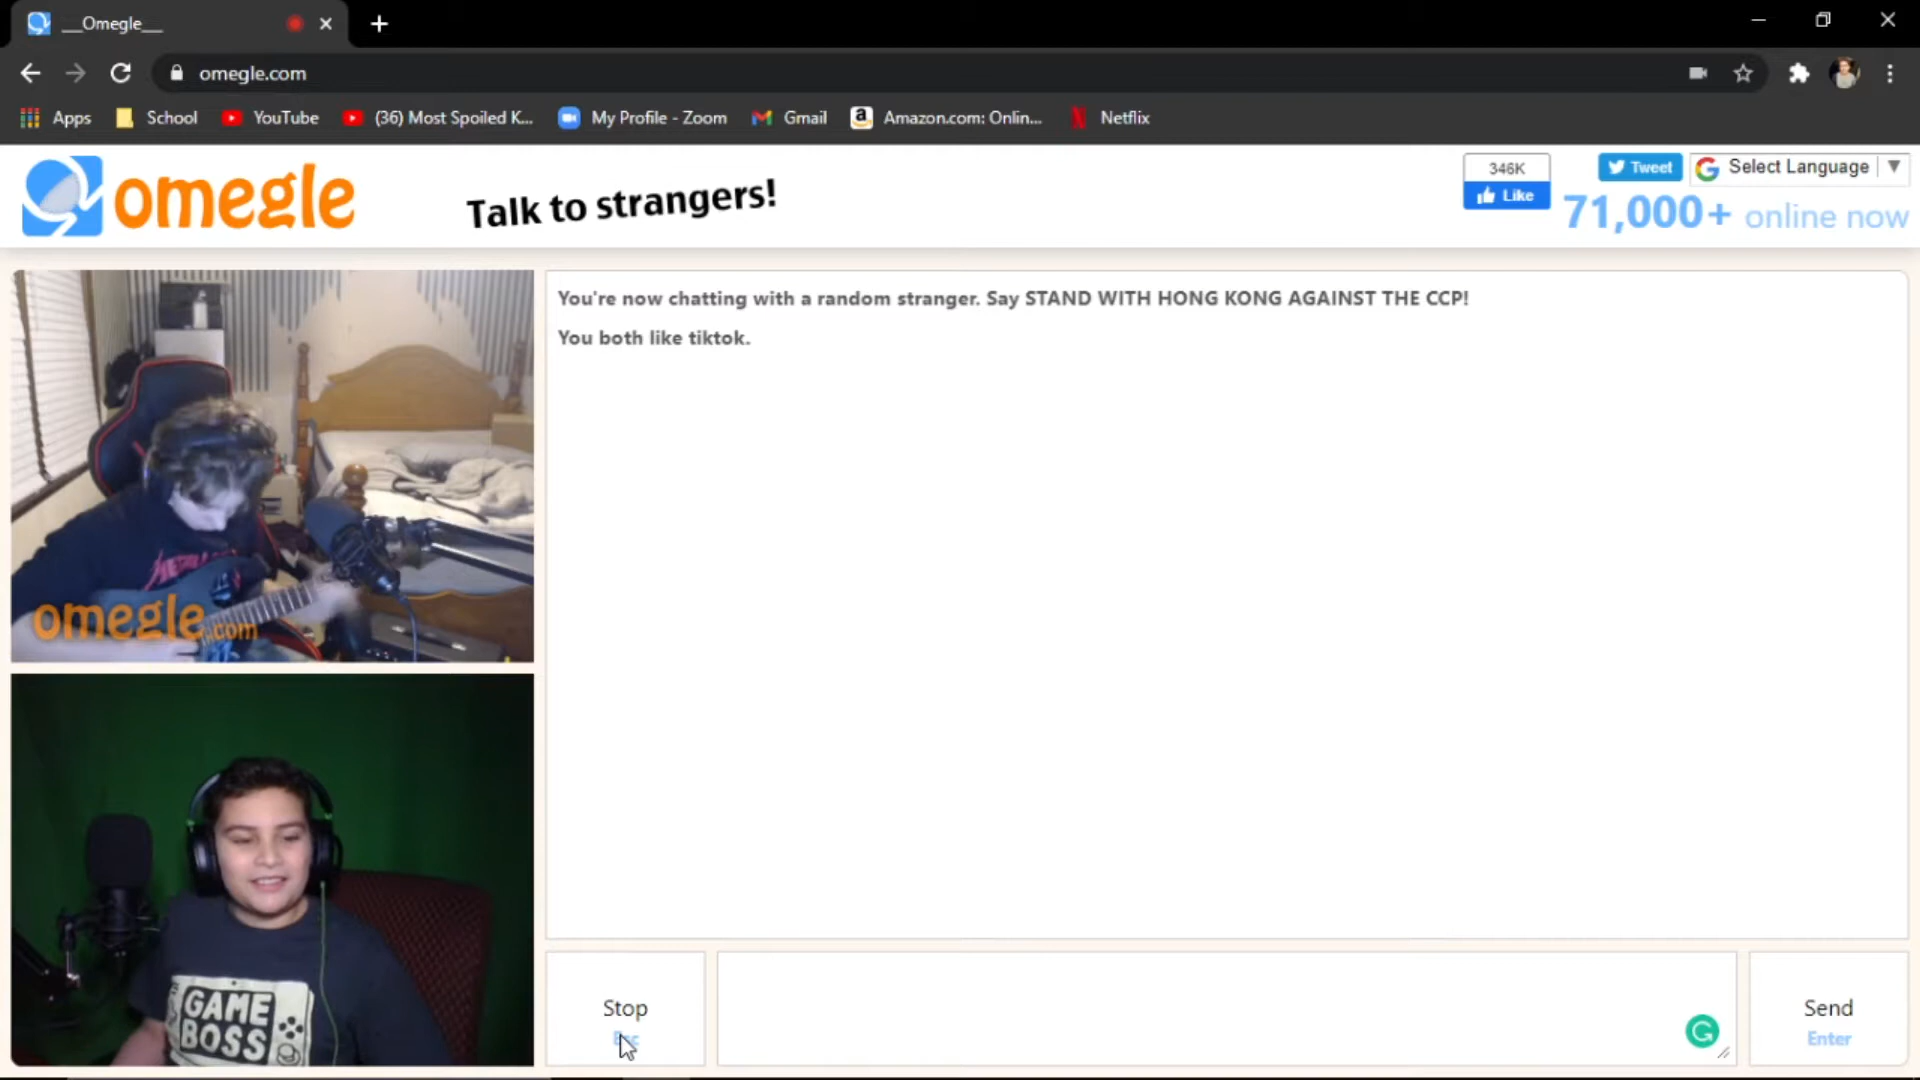 __Omegle__
omegle.com
Apps
School
YouTube
(36) Most Spoiled K...
My Profile - Zoom
Gmail
Amazon.com: Onlin...
Netflix
omegle
Talk to strangers!
346K
Like
Tweet
Select Language
71,000+ online now
You're now chatting with a random stranger. Say STAND WITH HONG KONG AGAINST THE CCP!
You both like tiktok.
omegle.com
GAME
BOSS
Stop
Send
Enter